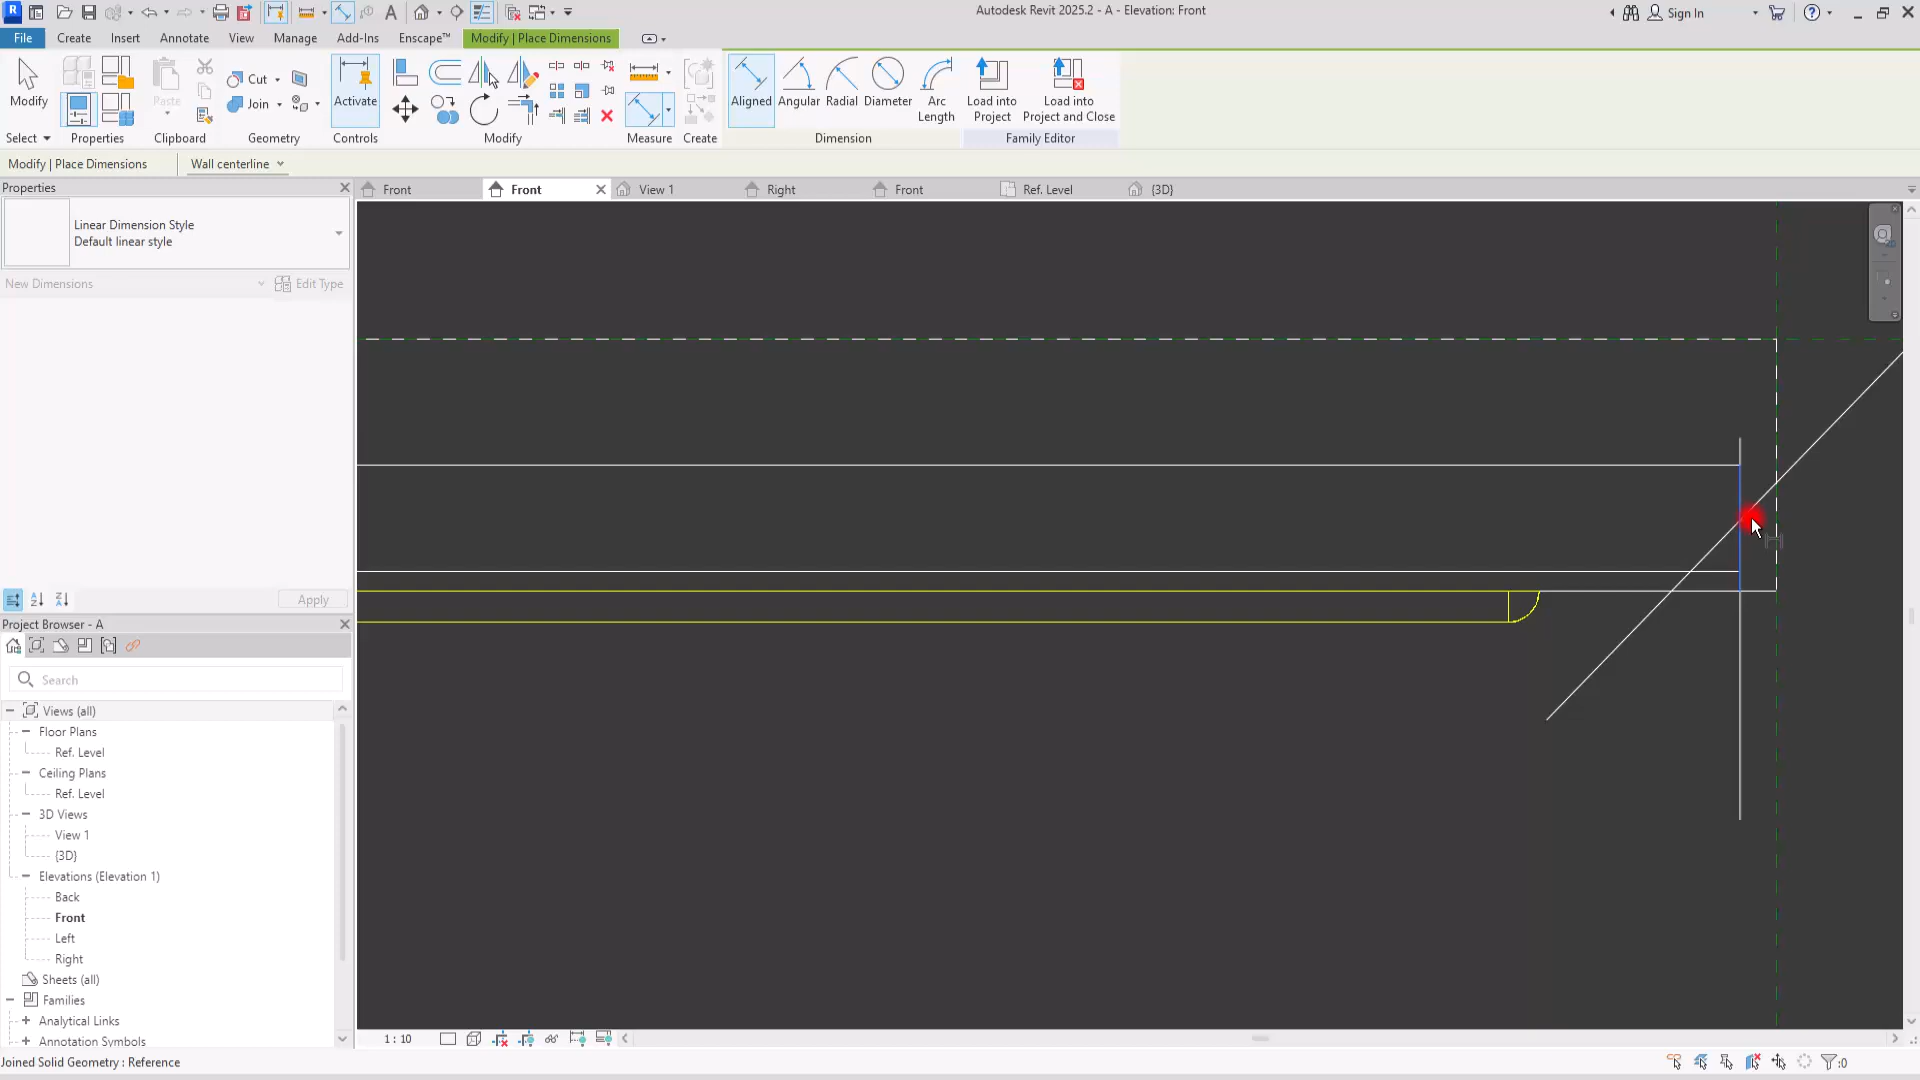 Autodesk Revit 2025.2 - A - Elevation: Front
Sign In
File Create Insert Annotate View Manage Add-Ins Enscape™ Modify | Place Dimensions
Modify Paste Cut Join Activate Aligned Angular Radial Diameter Arc Length Load into Project Load into Project and Close
Select Properties Clipboard Geometry Controls Modify Measure Create Dimension Family Editor
Modify | Place Dimensions Wall centerline
Properties
Front Front View 1 Right Front Ref. Level {3D}
Linear Dimension Style
Default linear style
New Dimensions Edit Type
Apply
Project Browser - A
Search
Views (all)
Floor Plans
Ref. Level
Ceiling Plans
Ref. Level
3D Views
View 1
{3D}
Elevations (Elevation 1)
Back
Front
Left
Right
Sheets (all)
Families
Analytical Links
Annotation Symbols
1 : 10
Joined Solid Geometry : Reference
:0